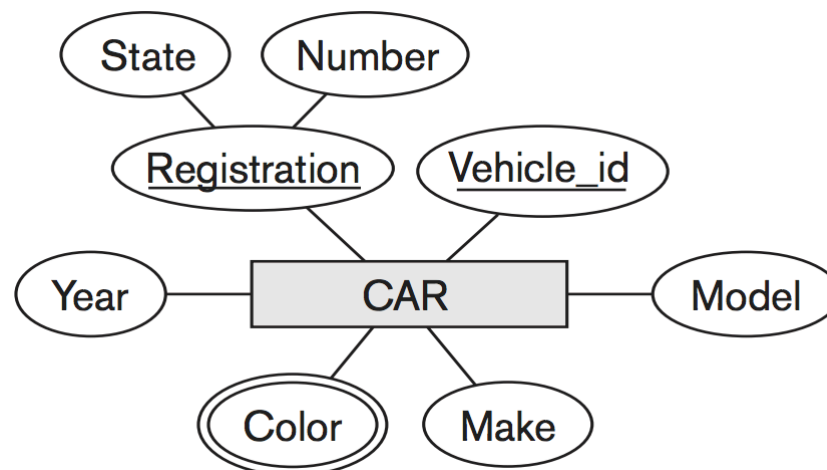 State
Number
Registration
Vehicle_id
Year
CAR
Model
Color
Make